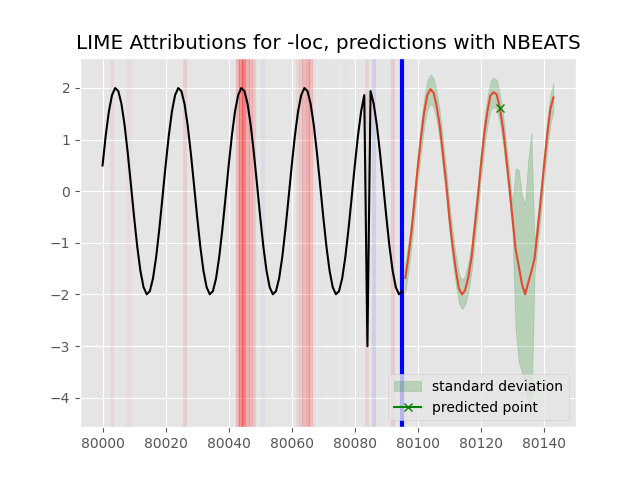 LIME Attributions for -loc, predictions with NBEATS
2
1
0
−1
−2
−3
−4
standard deviation
predicted point
80000 80020 80040 80060 80080 80100 80120 80140